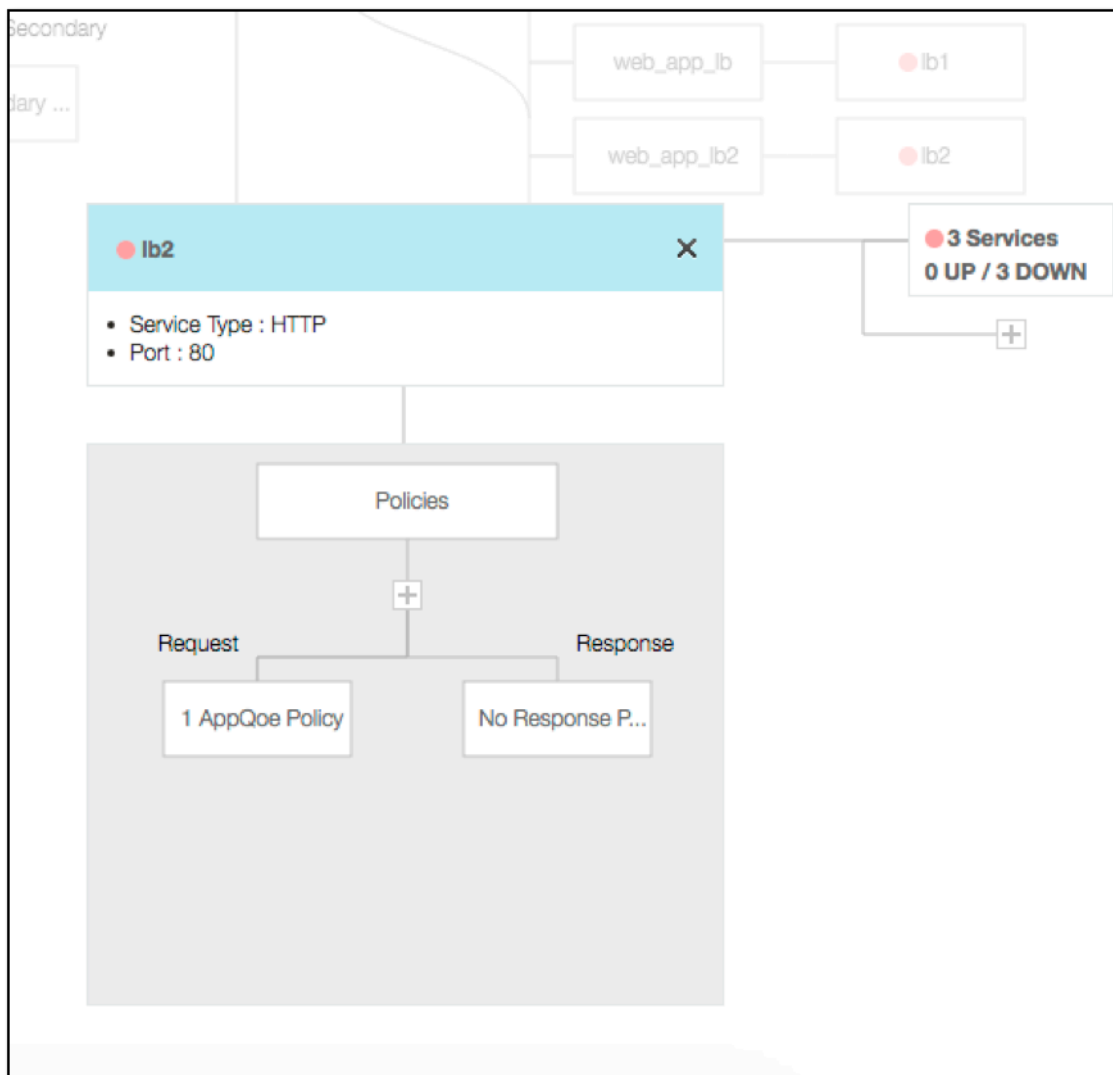 Secondary
dary ...
web_app_lb
lb1
web_app_lb2
lb2
lb2
3 Services
0 UP / 3 DOWN
• Service Type : HTTP
• Port : 80
Policies
Request
Response
1 AppQoe Policy
No Response P...